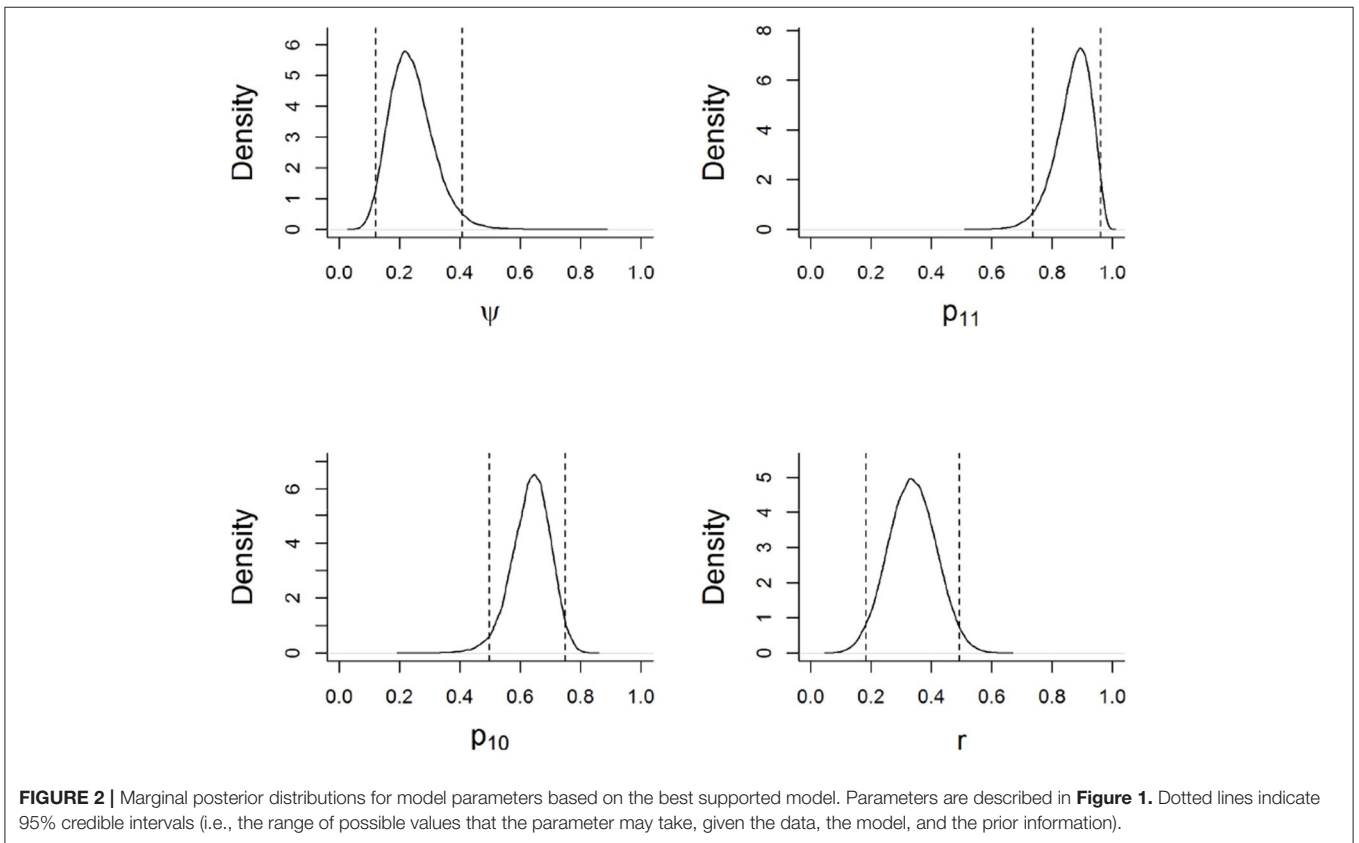 Density
6
5
4
3
2
1
0
0.0 0.2 0.4 0.6 0.8 1.0
ψ
Density
8
6
4
2
0
0.0 0.2 0.4 0.6 0.8 1.0
p₁₁
Density
6
4
2
0
0.0 0.2 0.4 0.6 0.8 1.0
p₁₀
Density
5
4
3
2
1
0
0.0 0.2 0.4 0.6 0.8 1.0
r
FIGURE 2 | Marginal posterior distributions for model parameters based on the best supported model. Parameters are described in Figure 1. Dotted lines indicate
95% credible intervals (i.e., the range of possible values that the parameter may take, given the data, the model, and the prior information).